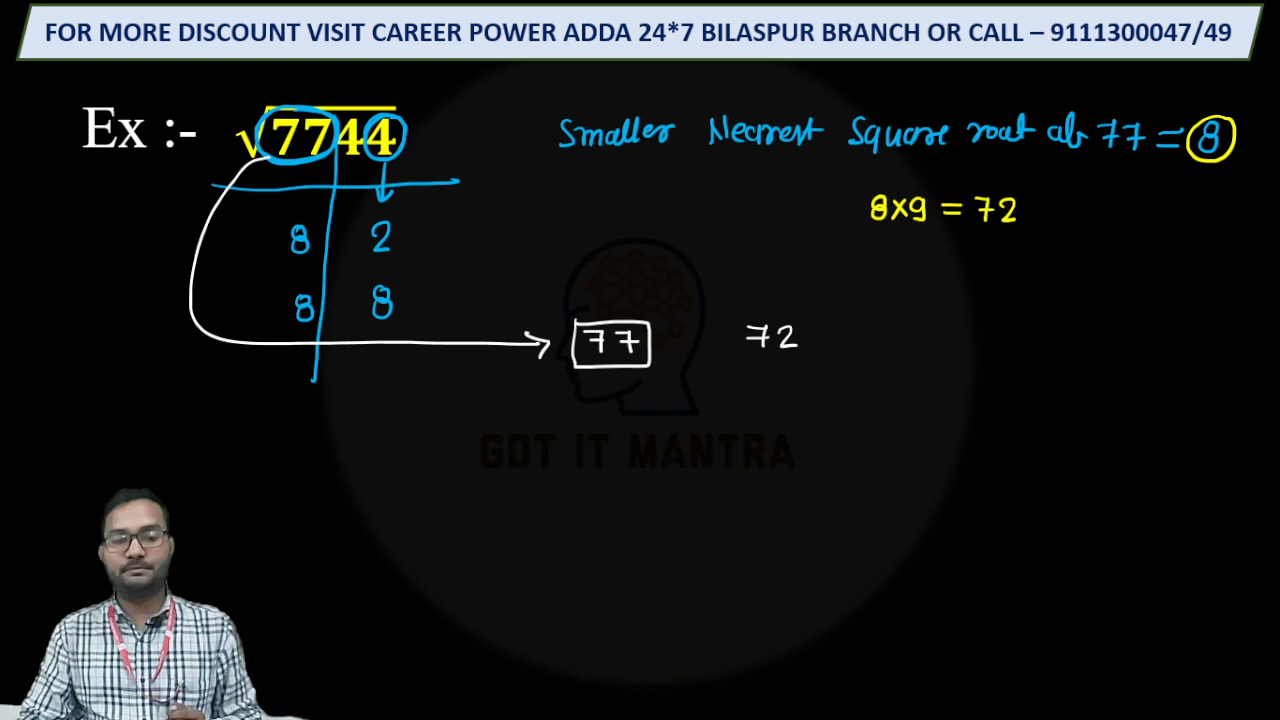 FOR MORE DISCOUNT VISIT CAREER POWER ADDA 24*7 BILASPUR BRANCH OR CALL – 9111300047/49
Ex :- √7744
Smaller Nearest Square root of 77 = 8
8×9 = 72
8 2
8 8
77 72
GOT IT MANTRA